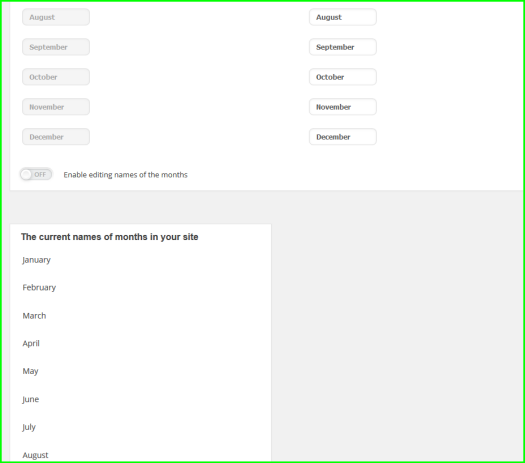 August August
September September
October October
November November
December December
OFF Enable editing names of the months
The current names of months in your site
January
February
March
April
May
June
July
August